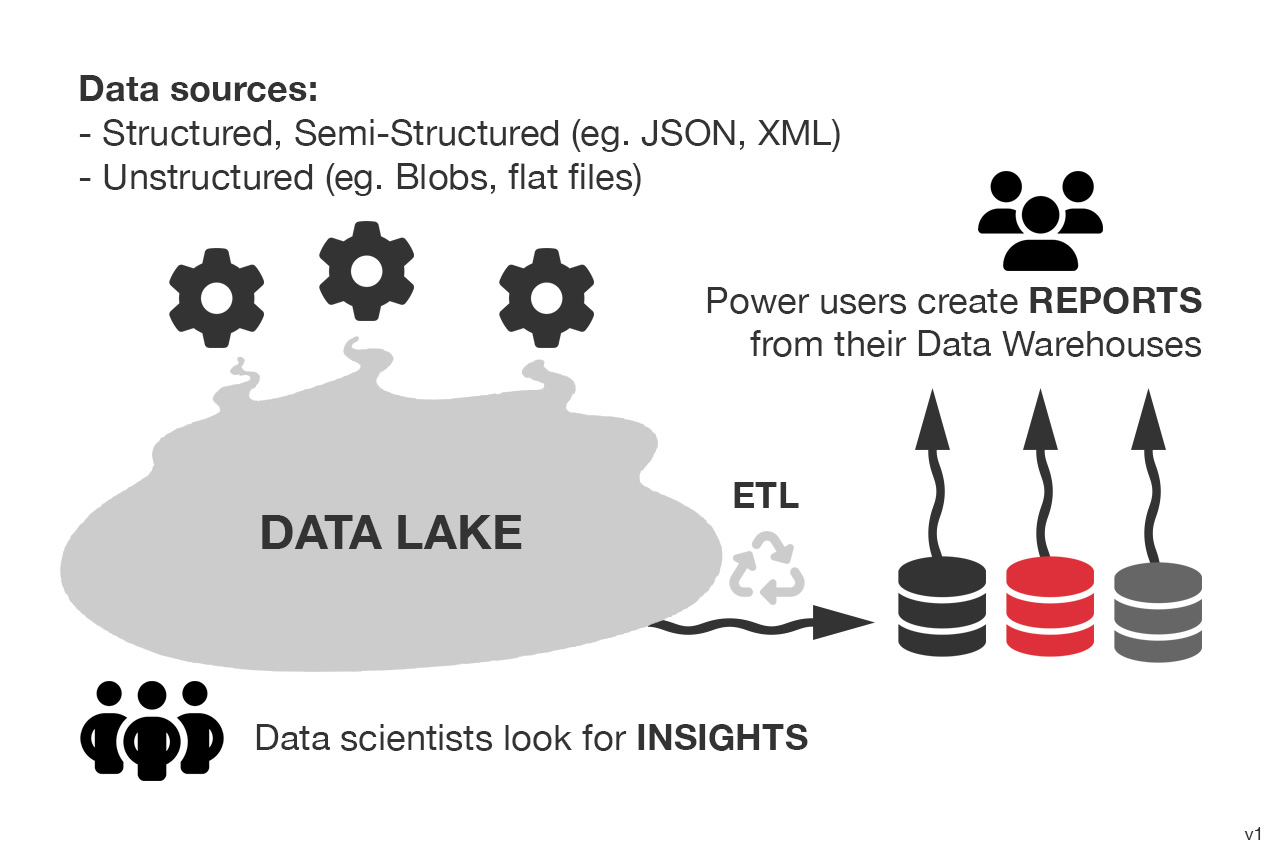 Data sources:
- Structured, Semi-Structured (eg. JSON, XML)
- Unstructured (eg. Blobs, flat files)
Power users create REPORTS
from their Data Warehouses
ETL
DATA LAKE
Data scientists look for INSIGHTS
v1